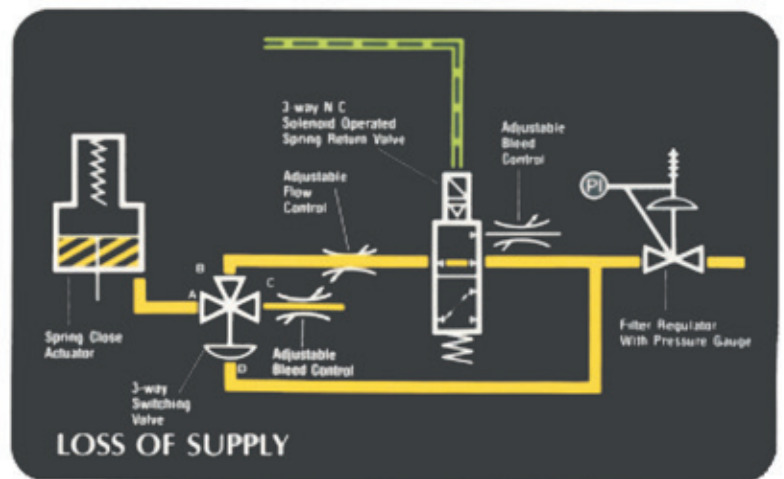 3-way N C
Solenoid Operated
Spring Return Valve
Adjustable
Bleed
Control
Adjustable
Flow
Control
PI
B
A
C
D
Spring Close
Actuator
Adjustable
Bleed Control
3-way
Switching
Valve
Filter Regulator
With Pressure Gauge
LOSS OF SUPPLY